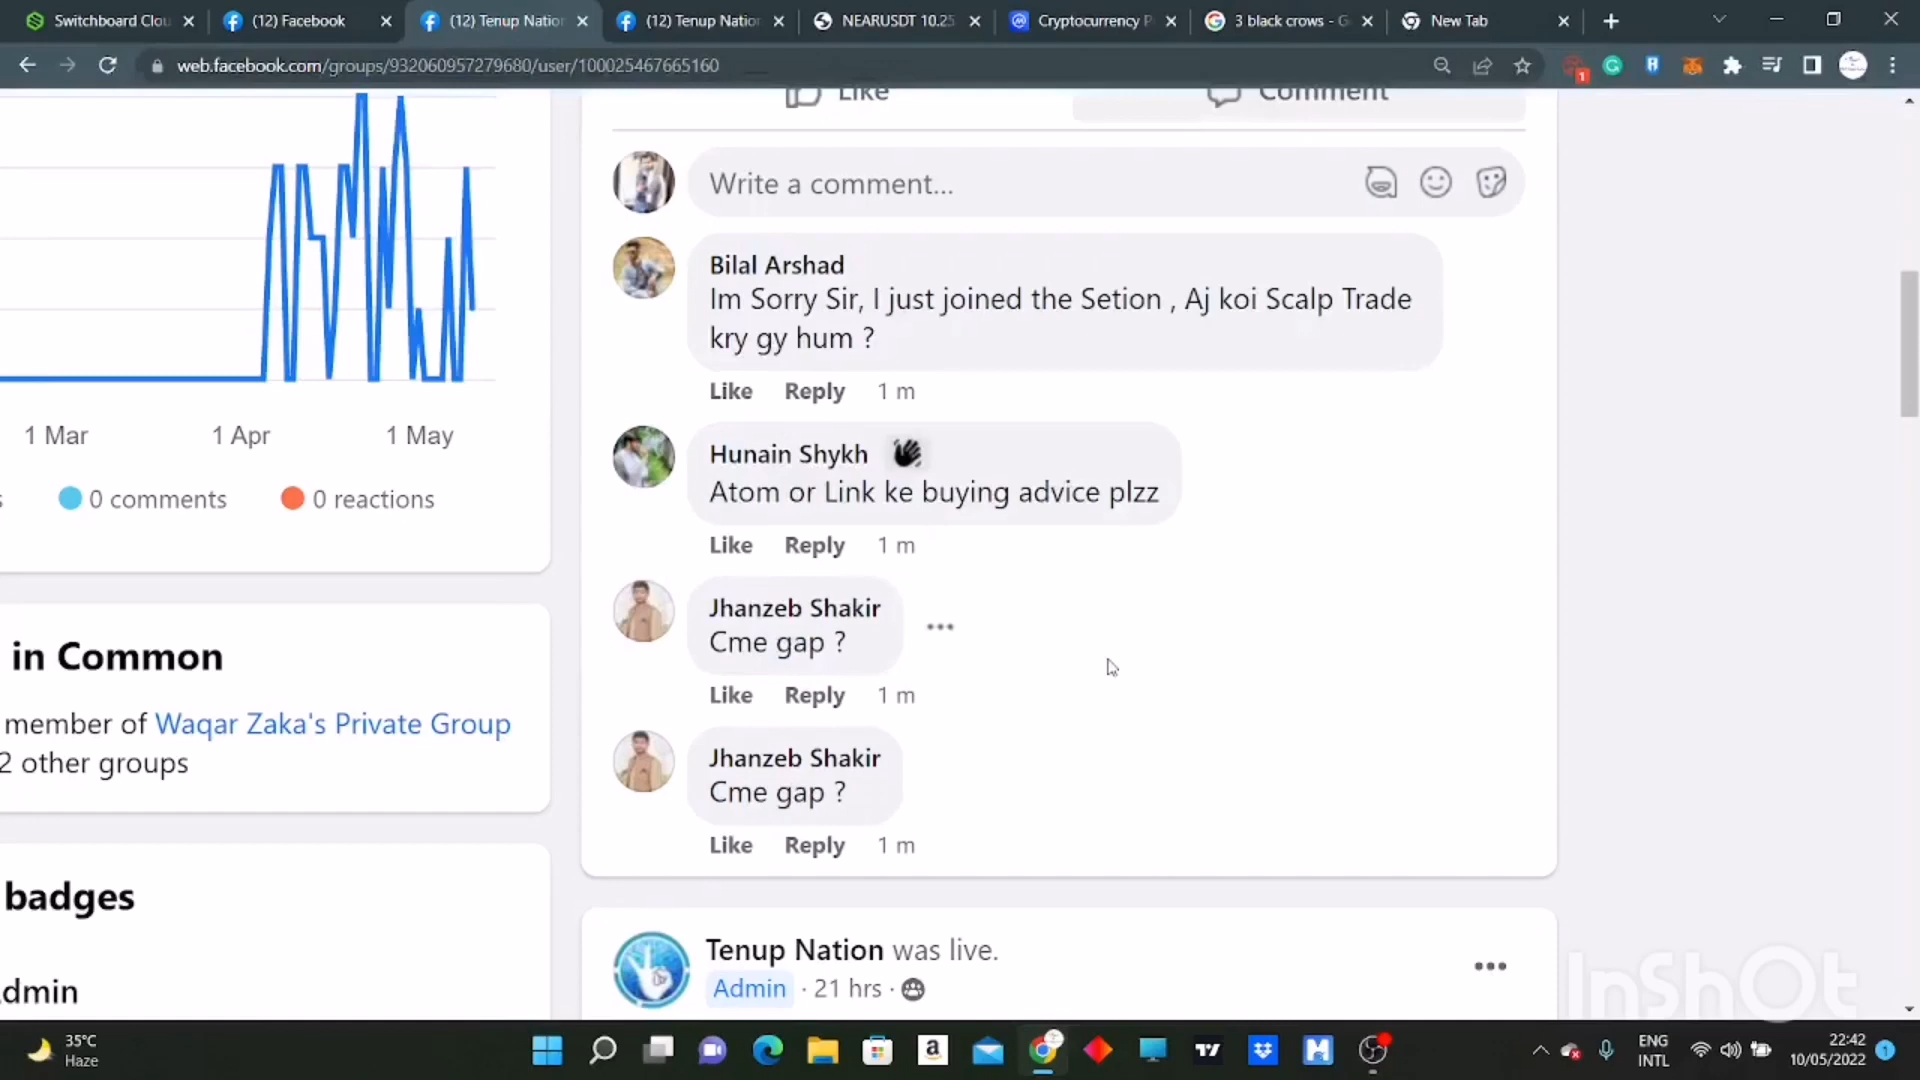 Switchboard Clou
(12) Facebook
(12) Tenup Nation
(12) Tenup Nation
NEARUSDT 10.25
Cryptocurrency P
3 black crows - G
New Tab
web.facebook.com/groups/932060957279680/user/100025467665160
1
Like
Comment
Write a comment...
Bilal Arshad
Im Sorry Sir, I just joined the Setion , Aj koi Scalp Trade
kry gy hum ?
Like Reply 1 m
1 Mar 1 Apr 1 May
Hunain Shykh
Atom or Link ke buying advice plzz
0 comments 0 reactions
Like Reply 1 m
Jhanzeb Shakir
Cme gap ?
in Common
Like Reply 1 m
member of Waqar Zaka's Private Group
2 other groups
Jhanzeb Shakir
Cme gap ?
Like Reply 1 m
badges
Tenup Nation was live.
Admin · 21 hrs ·
dmin
InShOt
35°C
Haze
ENG
INTL
22:42
10/05/2022
1